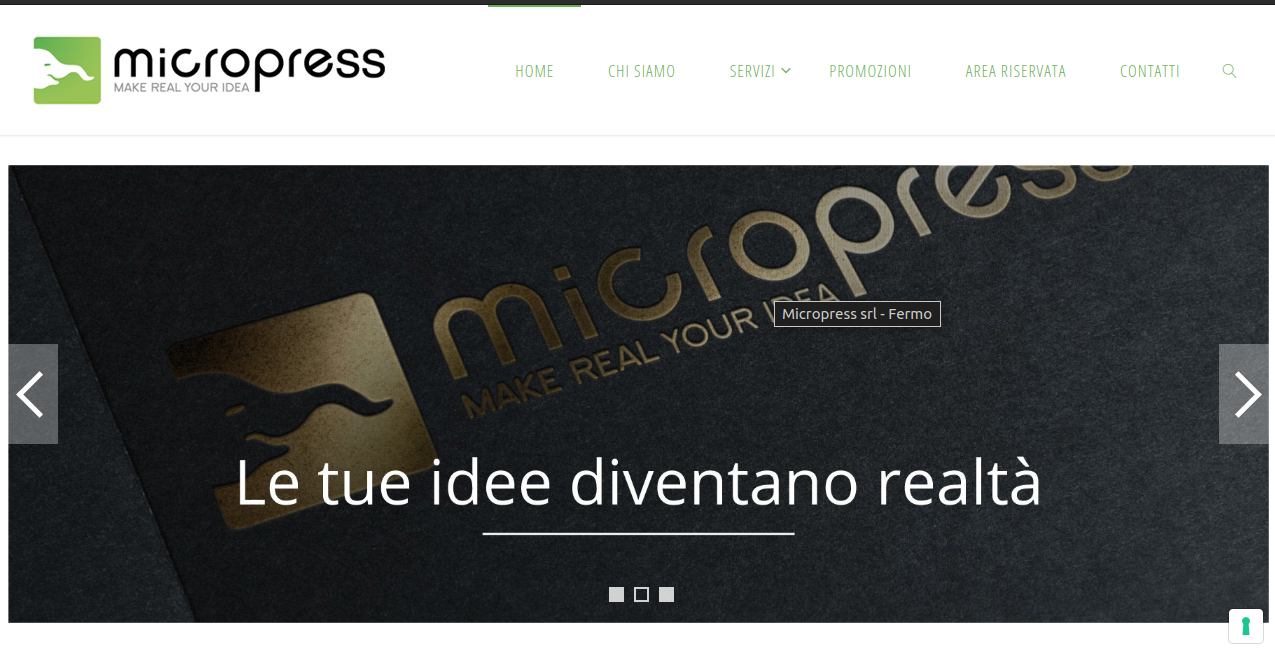 micropress
MAKE REAL YOUR IDEA
HOME CHI SIAMO SERVIZI PROMOZIONI AREA RISERVATA CONTATTI
micropress
MAKE REAL YOUR IDEA
Micropress srl - Fermo
Le tue idee diventano realtà